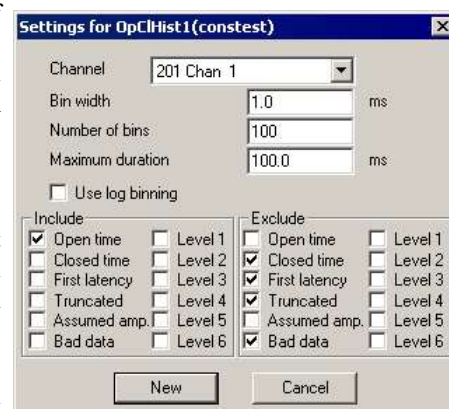 Settings for OpClHist1(constest)
Channel 201 Chan 1
Bin width 1.0 ms
Number of bins 100
Maximum duration 100.0 ms
Use log binning
Include Exclude
Open time Level 1 Open time Level 1
Closed time Level 2 Closed time Level 2
First latency Level 3 First latency Level 3
Truncated Level 4 Truncated Level 4
Assumed amp. Level 5 Assumed amp. Level 5
Bad data Level 6 Bad data Level 6
New Cancel